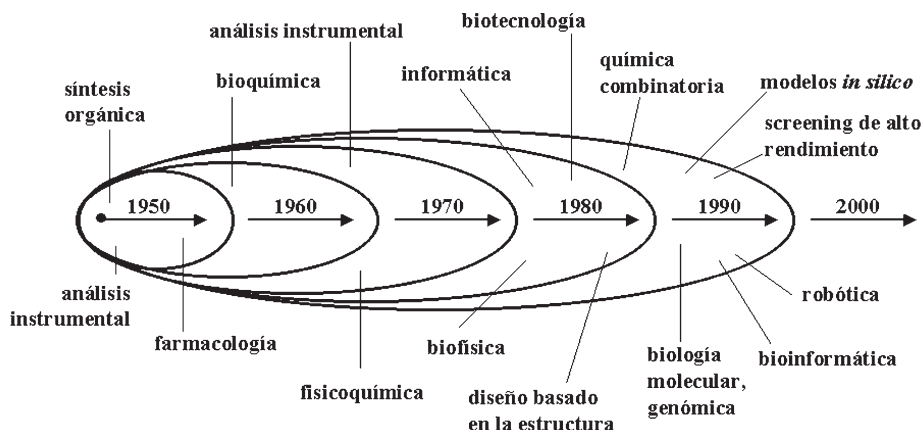 síntesis
orgánica
bioquímica
análisis instrumental
informática
biotecnología
química
combinatoria
modelos in silico
screening de alto
rendimiento
1950
1960
1970
1980
1990
2000
análisis
instrumental
farmacología
fisicoquímica
biofísica
diseño basado
en la estructura
biología
molecular,
genómica
bioinformática
robótica